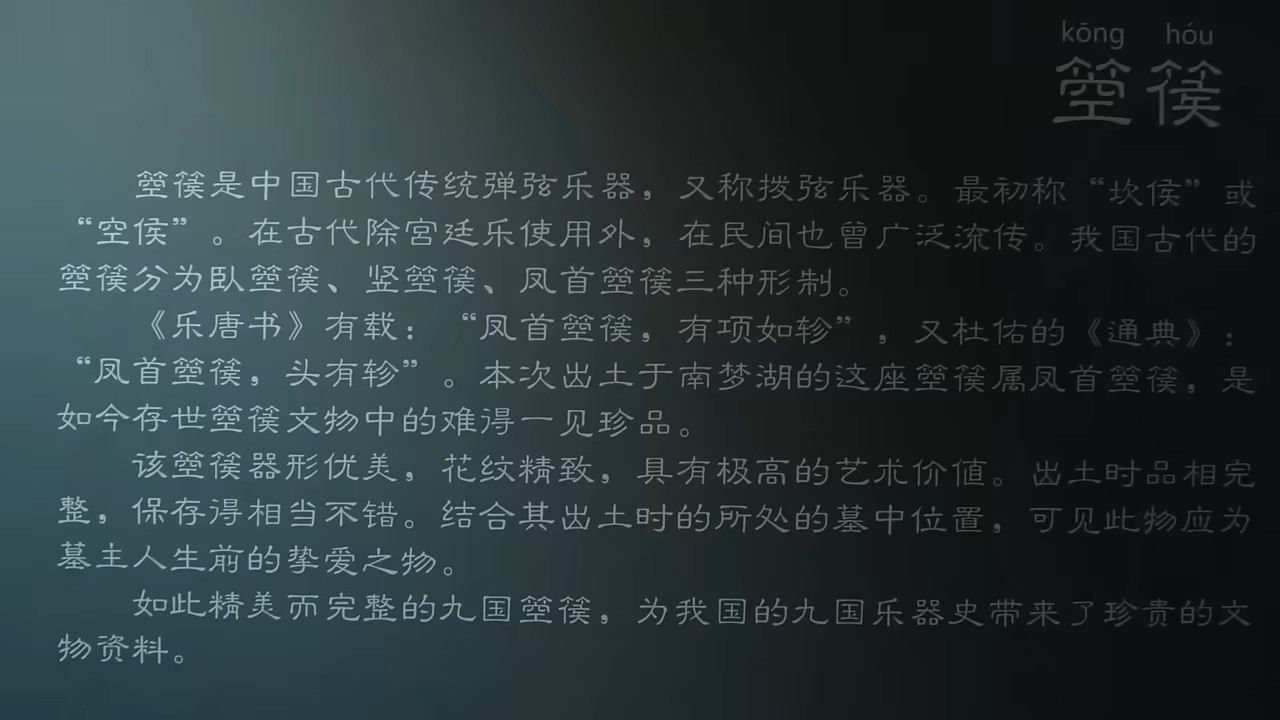 kōng hóu
箜篌
箜篌是中国古代传统弹弦乐器，又称拨弦乐器。最初称“坎侯”或
“空侯”。在古代除宫廷乐使用外，在民间也曾广泛流传。我国古代的
箜篌分为卧箜篌、竖箜篌、凤首箜篌三种形制。
《乐唐书》有载：“凤首箜篌，有项如轸”，又杜佑的《通典》：
“凤首箜篌，头有轸”。本次出土于南梦湖的这座箜篌属凤首箜篌，是
如今存世箜篌文物中的难得一见珍品。
该箜篌器形优美，花纹精致，具有极高的艺术价值。出土时品相完
整，保存得相当不错。结合其出土时的所处的墓中位置，可见此物应为
墓主人生前的挚爱之物。
如此精美而完整的九国箜篌，为我国的九国乐器史带来了珍贵的文
物资料。